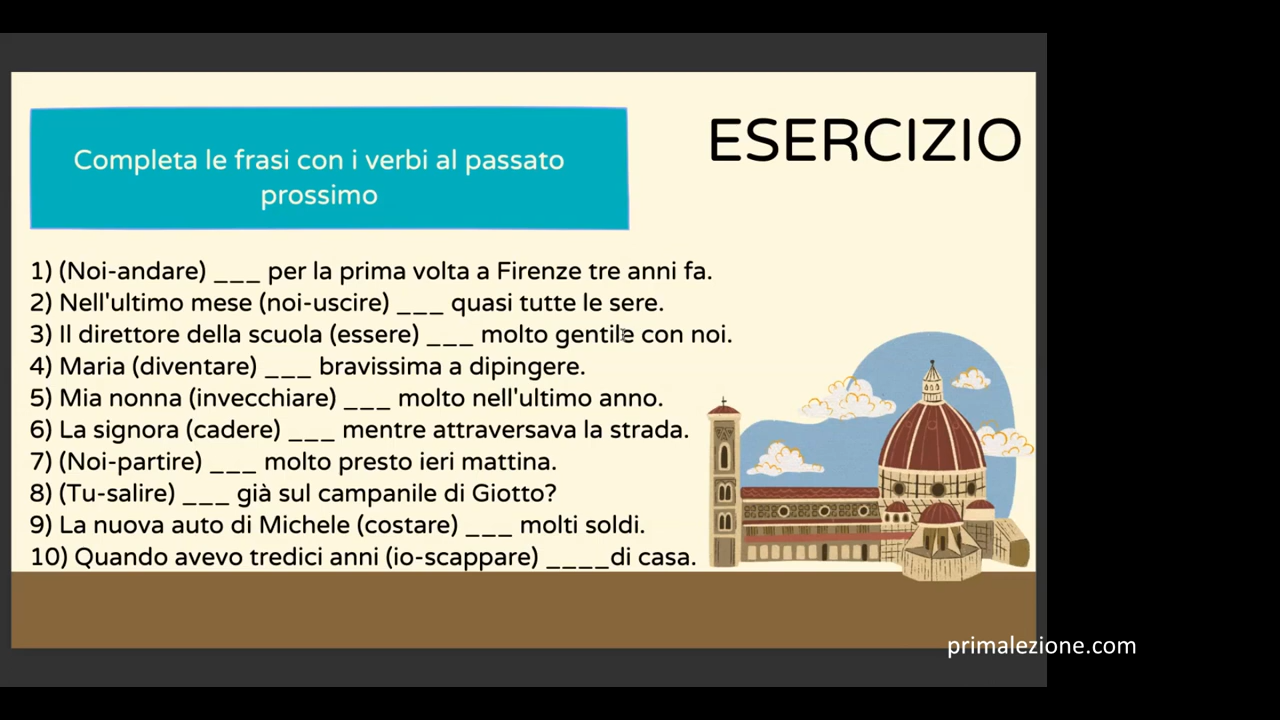 Completa le frasi con i verbi al passato
prossimo
ESERCIZIO
1) (Noi-andare) ___ per la prima volta a Firenze tre anni fa.
2) Nell'ultimo mese (noi-uscire) ___ quasi tutte le sere.
3) Il direttore della scuola (essere) ___ molto gentile con noi.
4) Maria (diventare) ___ bravissima a dipingere.
5) Mia nonna (invecchiare) ___ molto nell'ultimo anno.
6) La signora (cadere) ___ mentre attraversava la strada.
7) (Noi-partire) ___ molto presto ieri mattina.
8) (Tu-salire) ___ già sul campanile di Giotto?
9) La nuova auto di Michele (costare) ___ molti soldi.
10) Quando avevo tredici anni (io-scappare) ____di casa.
primalezione.com